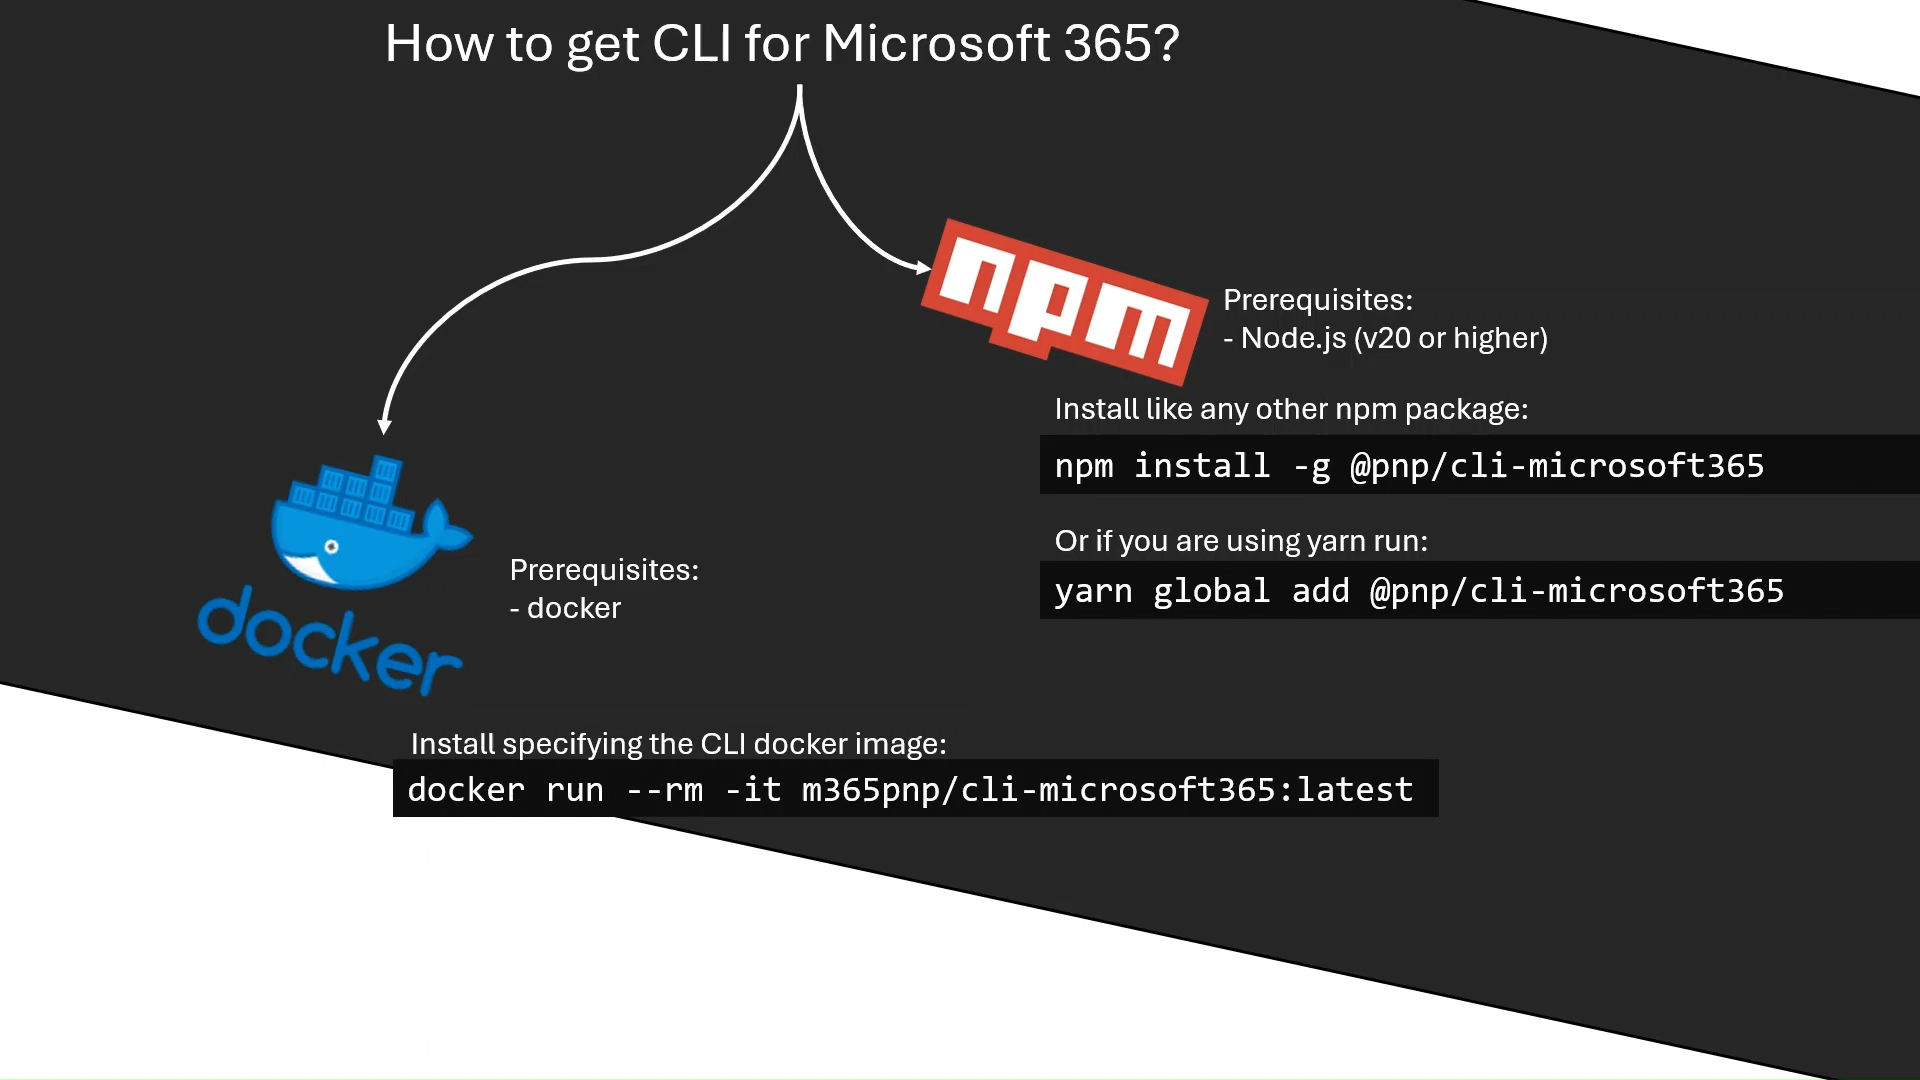 How to get CLI for Microsoft 365?
npm
Prerequisites:
- Node.js (v20 or higher)
Install like any other npm package:
npm install -g @pnp/cli-microsoft365
Or if you are using yarn run:
yarn global add @pnp/cli-microsoft365
docker
Prerequisites:
- docker
Install specifying the CLI docker image:
docker run --rm -it m365pnp/cli-microsoft365:latest